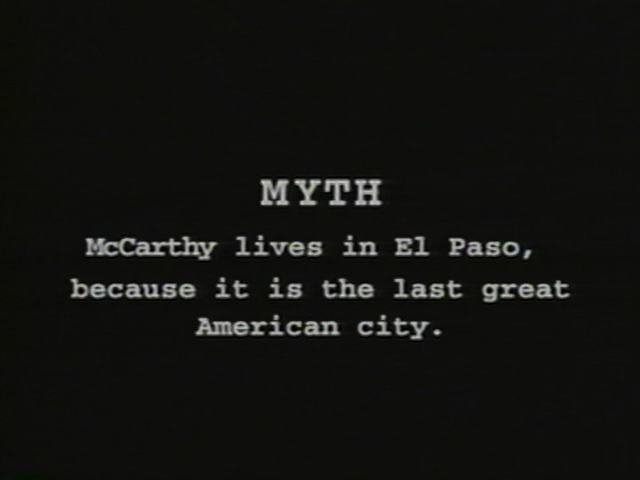 MYTH
McCarthy lives in El Paso,
because it is the last great
American city.